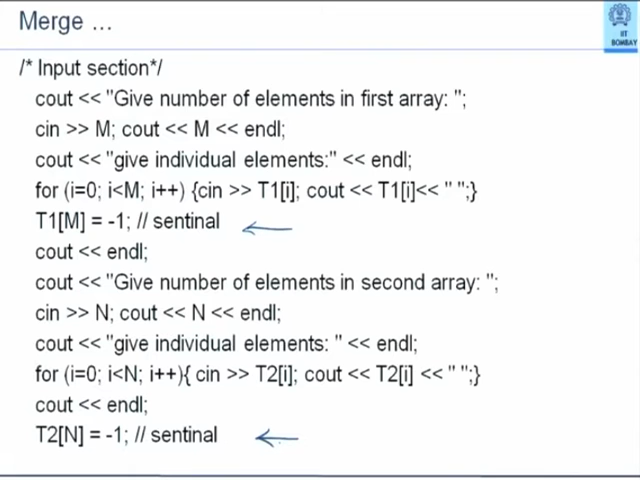 Merge ...
IIT
BOMBAY
/* Input section*/
cout << "Give number of elements in first array: ";
cin >> M; cout << M << endl;
cout << "give individual elements:" << endl;
for (i=0; i<M; i++) {cin >> T1[i]; cout << T1[i]<< " ";}
T1[M] = -1; // sentinal
cout << endl;
cout << "Give number of elements in second array: ";
cin >> N; cout << N << endl;
cout << "give individual elements: " << endl;
for (i=0; i<N; i++){ cin >> T2[i]; cout << T2[i] << " ";}
cout << endl;
T2[N] = -1; // sentinal